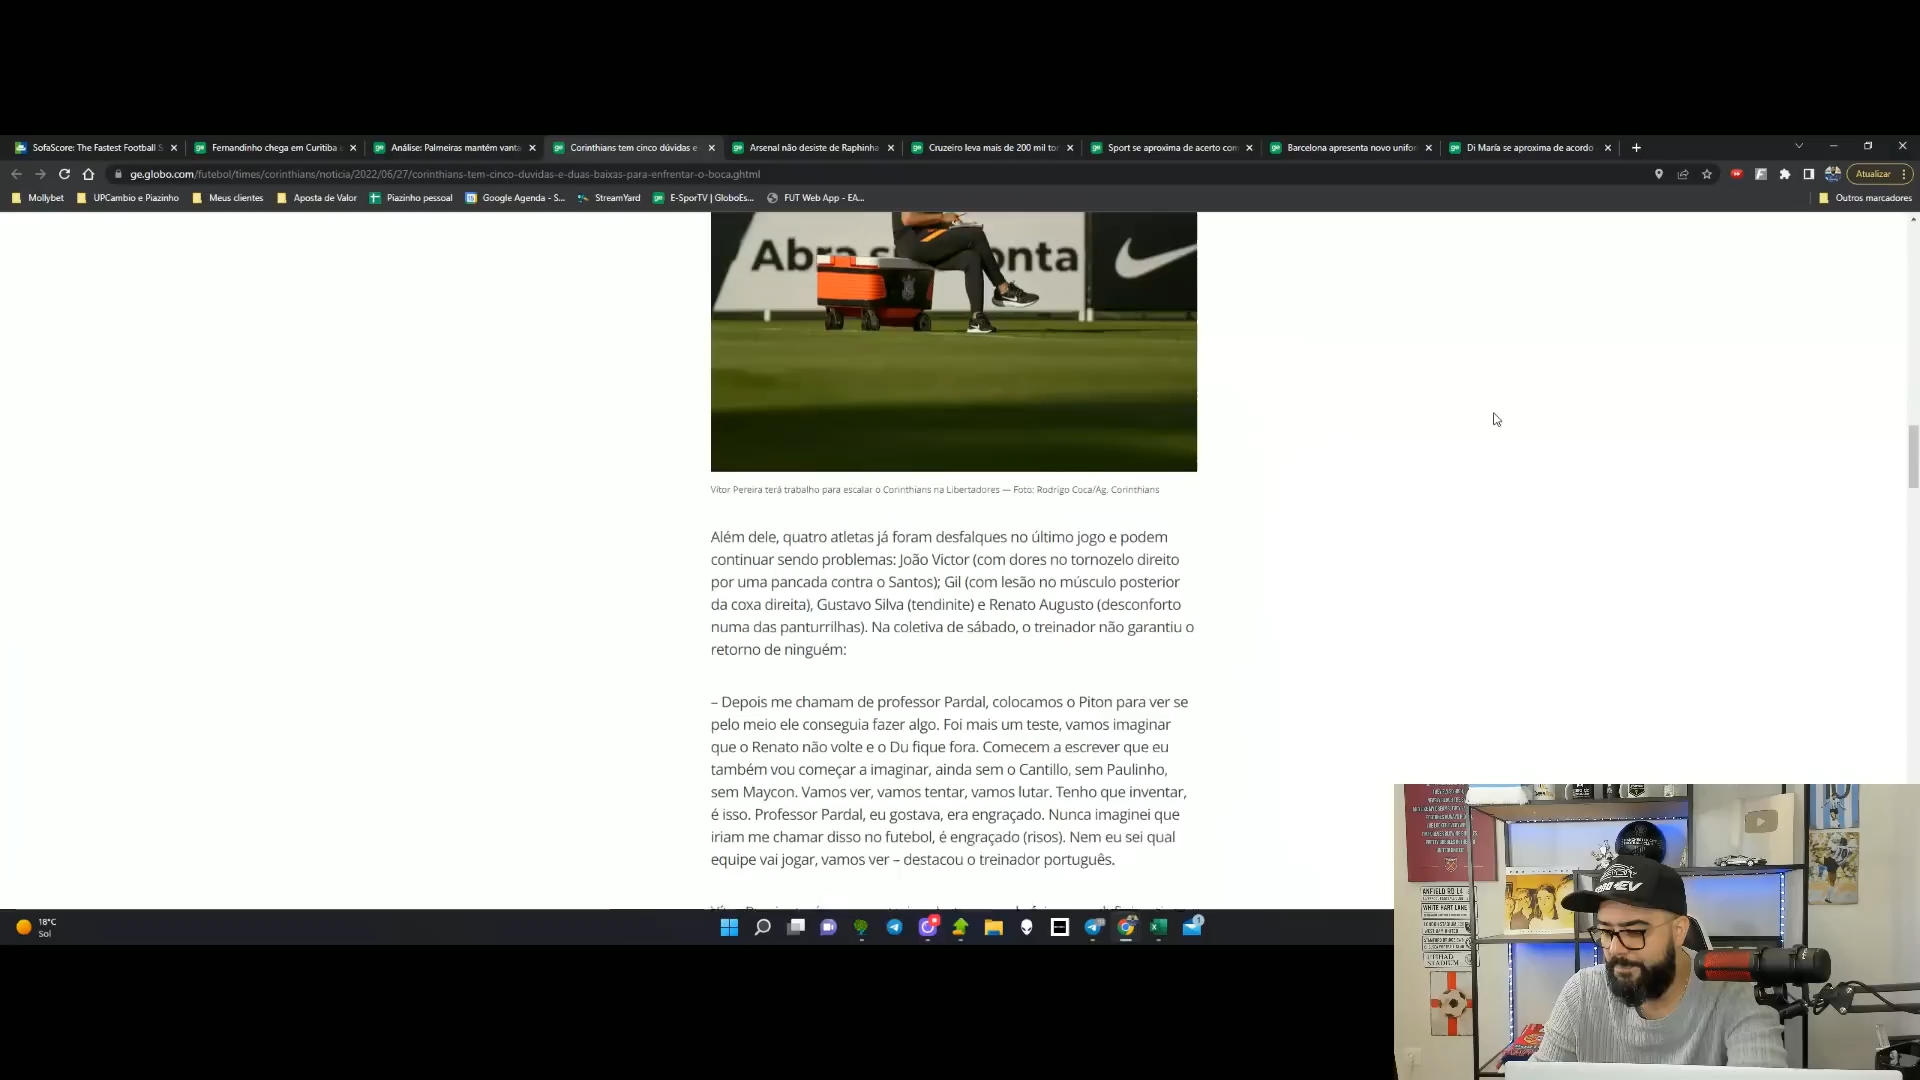 SofaScore: The Fastest Football S
Fernandinho chega em Curitiba
Análise: Palmeiras mantém vanta
Corinthians tem cinco dúvidas e
Arsenal não desiste de Raphinha
Cruzeiro leva mais de 200 mil to
Sport se aproxima de acerto com
Barcelona apresenta novo unifor
Di María se aproxima de acordo
ge.globo.com/futebol/times/corinthians/noticia/2022/06/27/corinthians-tem-cinco-duvidas-e-duas-baixas-para-enfrentar-o-boca.ghtml
Atualizar
Mollybet
UPCambio e Piazinho
Meus clientes
Aposta de Valor
Piazinho pessoal
Google Agenda - S...
StreamYard
E-SporTV | GloboEs...
FUT Web App - EA...
Outros marcadores
Vítor Pereira terá trabalho para escalar o Corinthians na Libertadores — Foto: Rodrigo Coca/Ag. Corinthians
Além dele, quatro atletas já foram desfalques no último jogo e podem
continuar sendo problemas: João Victor (com dores no tornozelo direito
por uma pancada contra o Santos); Gil (com lesão no músculo posterior
da coxa direita), Gustavo Silva (tendinite) e Renato Augusto (desconforto
numa das panturrilhas). Na coletiva de sábado, o treinador não garantiu o
retorno de ninguém:
– Depois me chamam de professor Pardal, colocamos o Piton para ver se
pelo meio ele conseguia fazer algo. Foi mais um teste, vamos imaginar
que o Renato não volte e o Du fique fora. Comecem a escrever que eu
também vou começar a imaginar, ainda sem o Cantillo, sem Paulinho,
sem Maycon. Vamos ver, vamos tentar, vamos lutar. Tenho que inventar,
é isso. Professor Pardal, eu gostava, era engraçado. Nunca imaginei que
iriam me chamar disso no futebol, é engraçado (risos). Nem eu sei qual
equipe vai jogar, vamos ver – destacou o treinador português.
18°C
Sol
ANFIELD RD L4
WHITE HART LANE